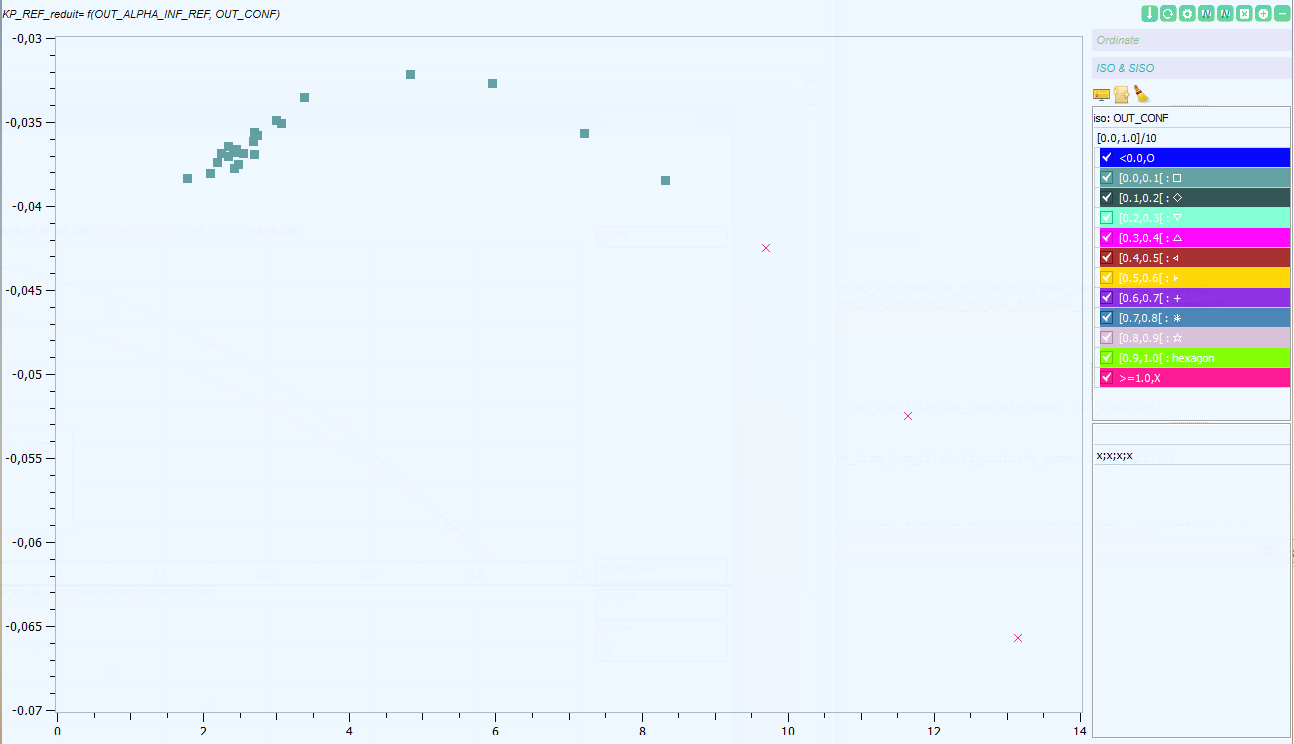 KP_REF_reduit= f(OUT_ALPHA_INF_REF, OUT_CONF)
-0,03
-0,035
-0,04
-0,045
-0,05
-0,055
-0,06
-0,065
-0.07
0
2
4
6
8
10
12
14
Ordinate
ISO & SISO
iso: OUT_CONF
[0.0,1.0]/10
<0.0,O
[0.0,0.1[ : □
[0.1,0.2[ : ◇
[0.2,0.3[ : ▽
[0.3,0.4[ : △
[0.4,0.5[ : ◃
[0.5,0.6[ : ▸
[0.6,0.7[ : +
[0.7,0.8[ : ✳
[0.8,0.9[ : ☆
[0.9,1.0[ : hexagon
>=1.0,X
x;x;x;x